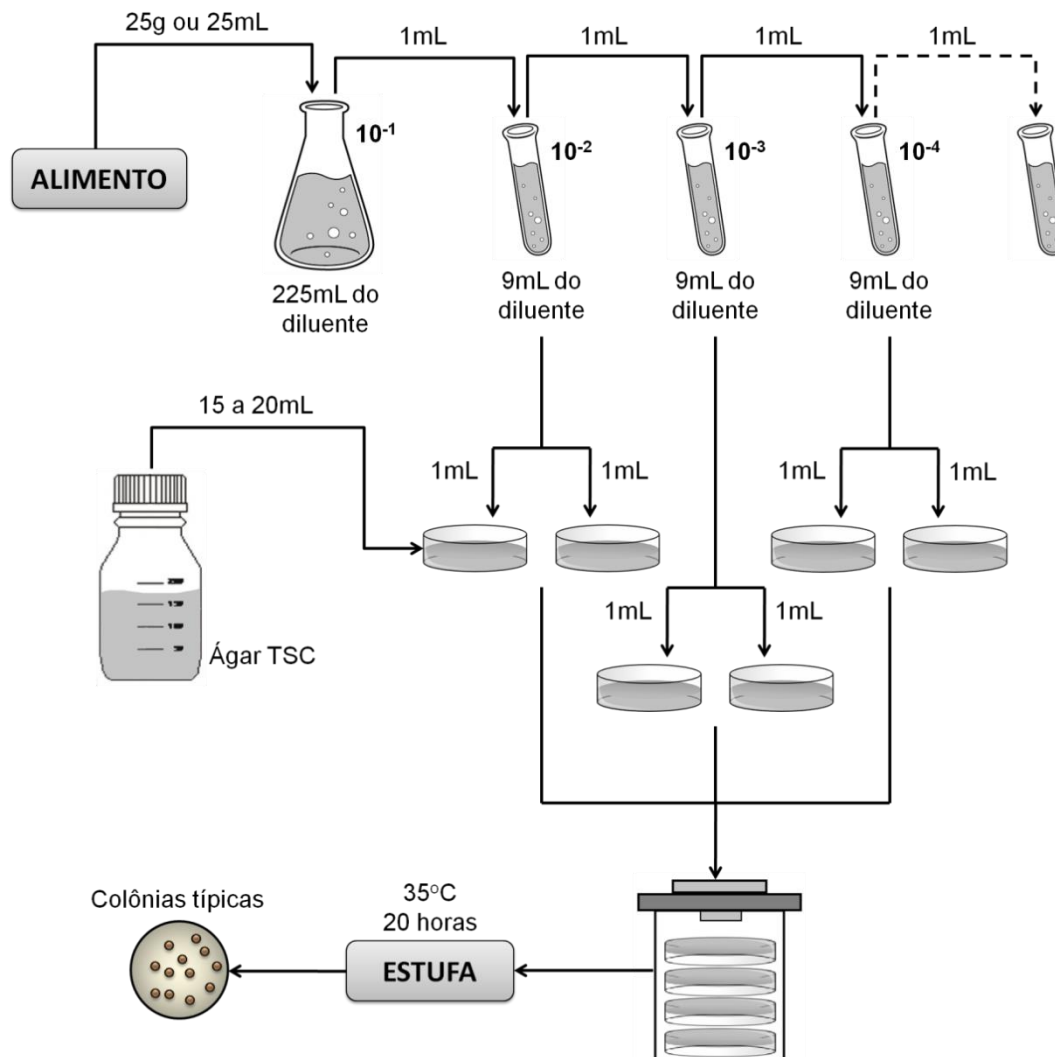 25g ou 25mL
1mL
1mL
1mL
1mL
ALIMENTO
10-1
10-2
10-3
10-4
225mL do
diluente
9mL do
diluente
9mL do
diluente
9mL do
diluente
15 a 20mL
1mL
1mL
1mL
1mL
1mL
1mL
Ágar TSC
Colônias típicas
35oC
20 horas
ESTUFA